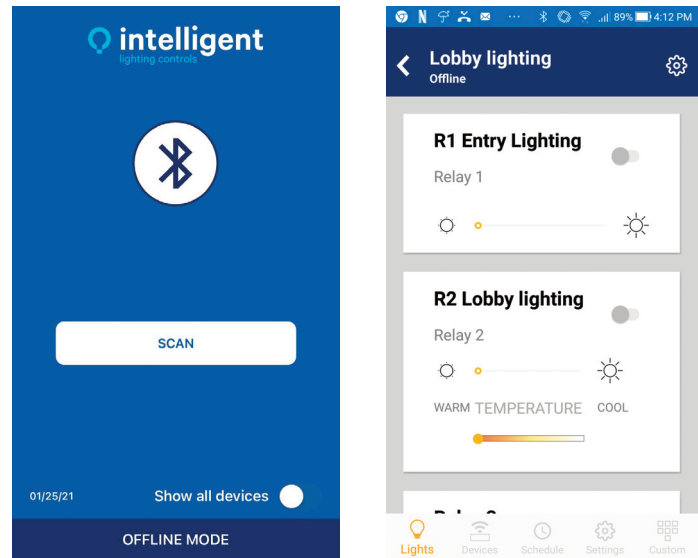 intelligent
lighting controls
SCAN
01/25/21
Show all devices
OFFLINE MODE
89% 4:12 PM
Lobby lighting
Offline
R1 Entry Lighting
Relay 1
R2 Lobby lighting
Relay 2
WARM TEMPERATURE COOL
Lights Devices Schedule Settings Custom